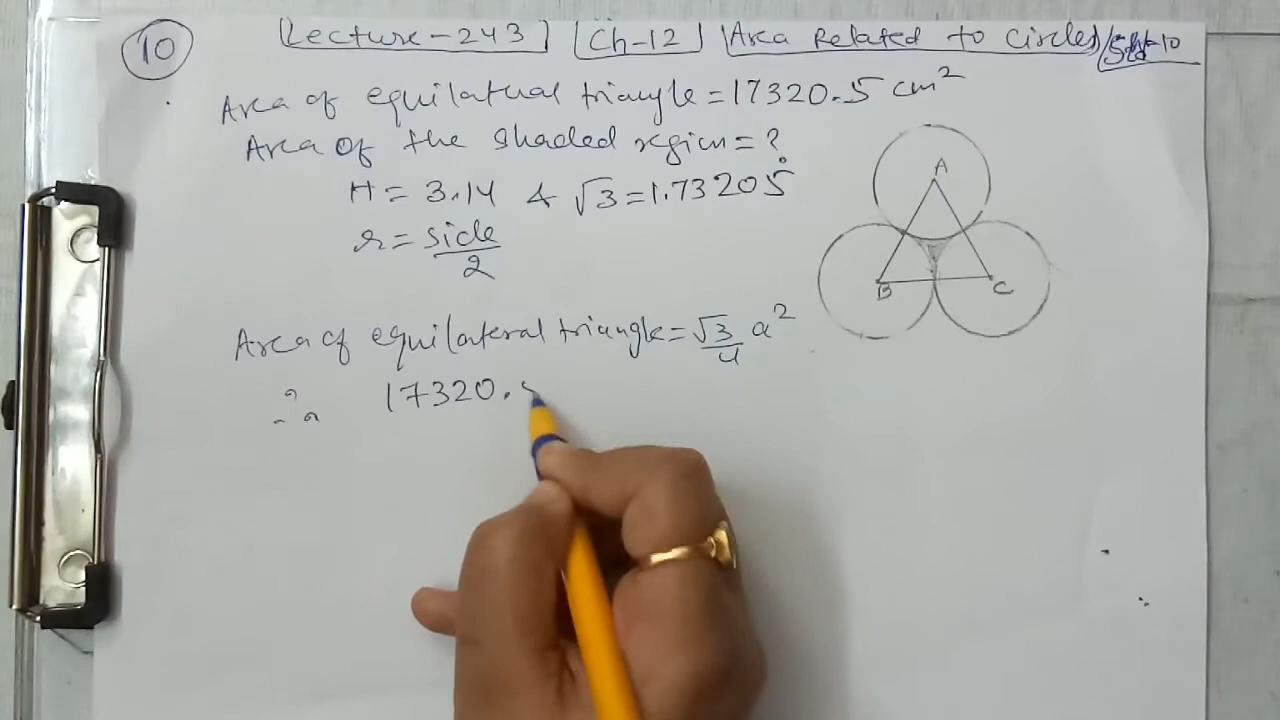 10
Lecture-243 Ch-12 Area Related to Circles
Area of equilateral triangle = 17320.5 cm²
Area of the shaded region = ?
π = 3.14 & √3 = 1.73205
r = side/2
A
B
C
Area of equilateral triangle = √3/4 a²
∴ 17320.5